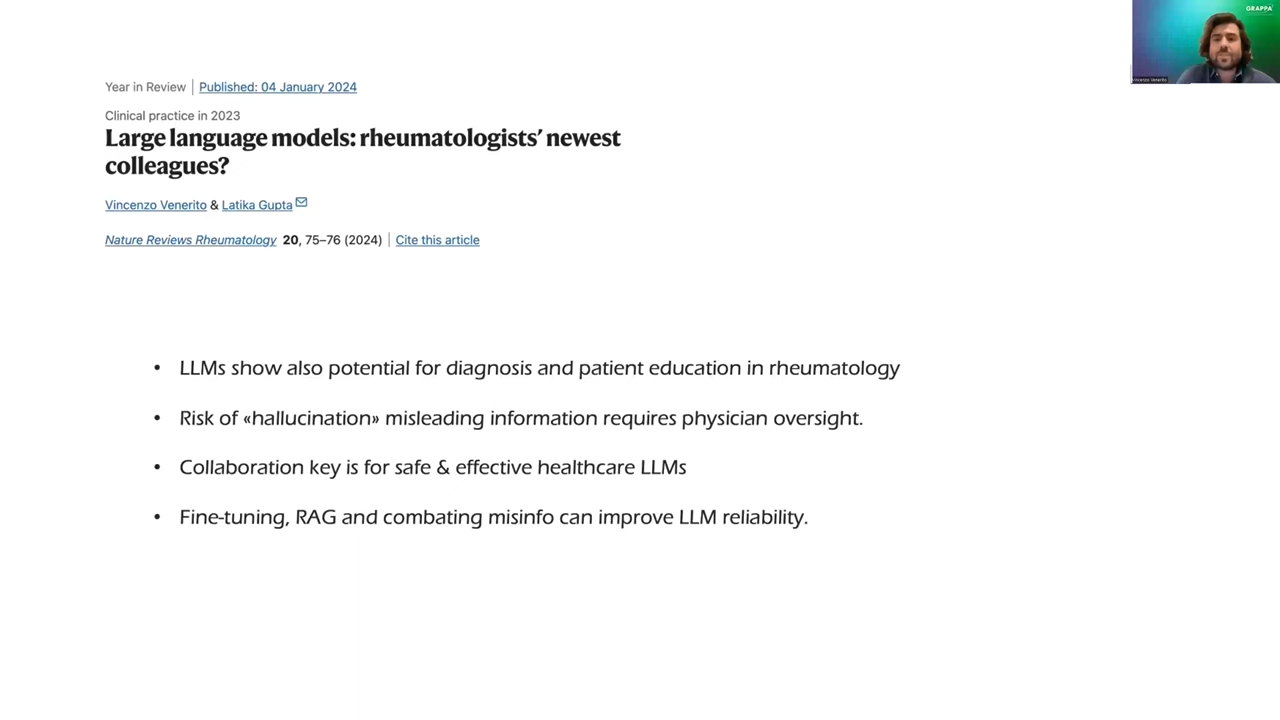 GRAPPA
Vincenzo Venerito
Year in Review | Published: 04 January 2024
Clinical practice in 2023
Large language models: rheumatologists’ newest
colleagues?
Vincenzo Venerito & Latika Gupta
Nature Reviews Rheumatology 20, 75–76 (2024) | Cite this article
• LLMs show also potential for diagnosis and patient education in rheumatology
• Risk of «hallucination» misleading information requires physician oversight.
• Collaboration key is for safe & effective healthcare LLMs
• Fine-tuning, RAG and combating misinfo can improve LLM reliability.